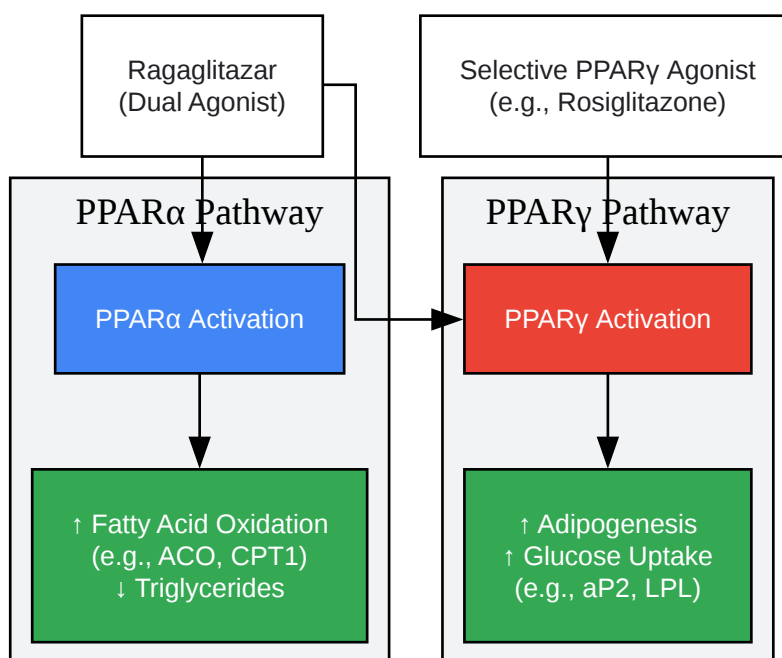 Ragaglitazar
(Dual Agonist)
Selective PPARγ Agonist
(e.g., Rosiglitazone)
PPARα Pathway
PPARγ Pathway
PPARα Activation
PPARγ Activation
↑ Fatty Acid Oxidation
(e.g., ACO, CPT1)
↓ Triglycerides
↑ Adipogenesis
↑ Glucose Uptake
(e.g., aP2, LPL)